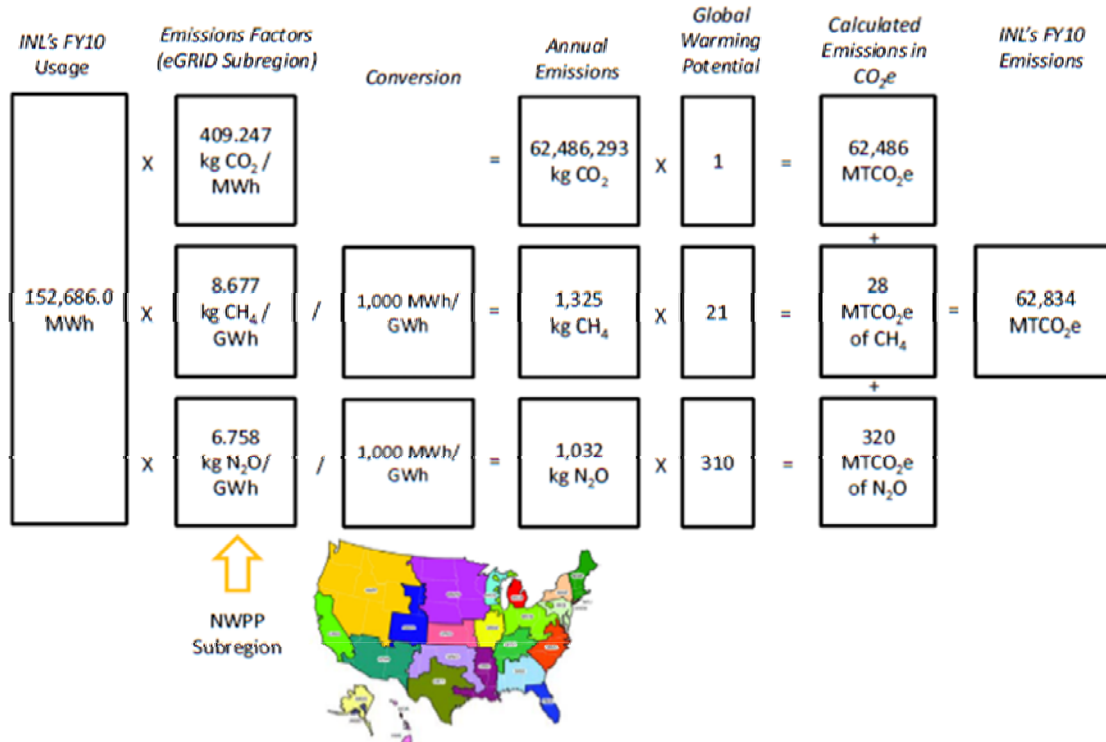 INL's FY10
Usage
Emissions Factors
(eGRID Subregion)
Conversion
Annual
Emissions
Global
Warming
Potential
Calculated
Emissions in
CO₂e
INL's FY10
Emissions
152,686.0
MWh
X
409.247
kg CO₂ /
MWh
=
62,486,293
kg CO₂
X
1
=
62,486
MTCO₂e
+
X
8.677
kg CH₄ /
GWh
/
1,000 MWh/
GWh
=
1,325
kg CH₄
X
21
=
28
MTCO₂e
of CH₄
=
62,834
MTCO₂e
+
X
6.758
kg N₂O/
GWh
/
1,000 MWh/
GWh
=
1,032
kg N₂O
X
310
=
320
MTCO₂e
of N₂O
NWPP
Subregion